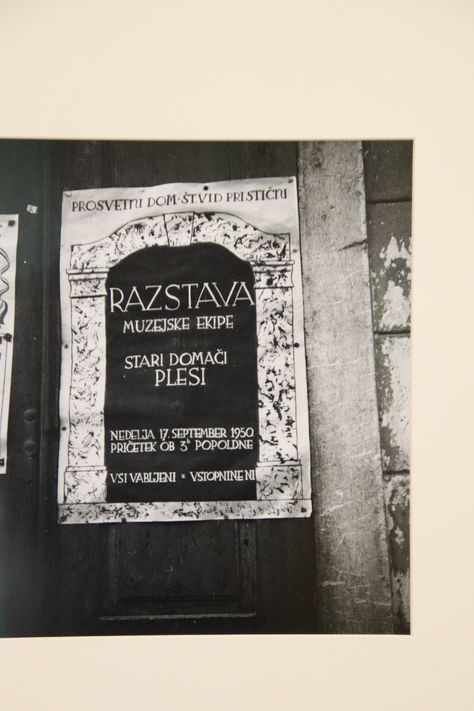 PROSVETNI DOM · ŠT.VID PRI STIČNI
RAZSTAVA
MUZEJSKE EKIPE
IN
STARI DOMAČI
PLESI
NEDELJA 17. SEPTEMBER 1950.
PRIČETEK OB 3h POPOLDNE
VSI VABLJENI * VSTOPNINE NI